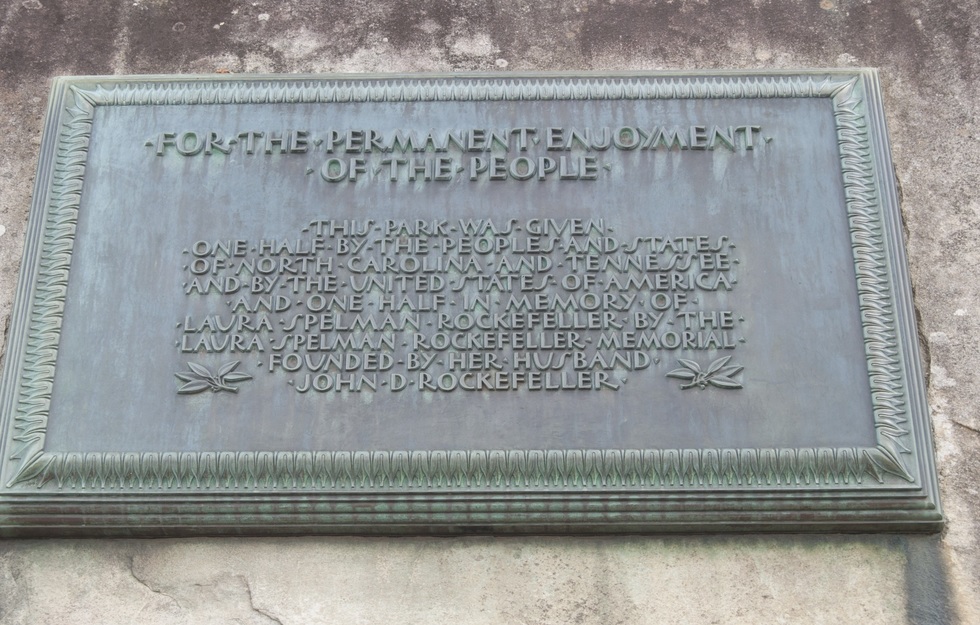 ·FOR·THE·PERMANENT·ENJOYMENT·
·OF·THE·PEOPLE·
·THIS·PARK·WAS·GIVEN·
·ONE·HALF·BY·THE·PEOPLES·AND·STATES·
·OF·NORTH·CAROLINA·AND·TENNESSEE·
·AND·BY·THE·UNITED·STATES·OF·AMERICA·
·AND·ONE·HALF·IN·MEMORY·OF·
·LAURA·SPELMAN·ROCKEFELLER·BY·THE·
·LAURA·SPELMAN·ROCKEFELLER·MEMORIAL·
·FOUNDED·BY·HER·HUSBAND·
·JOHN·D·ROCKEFELLER·